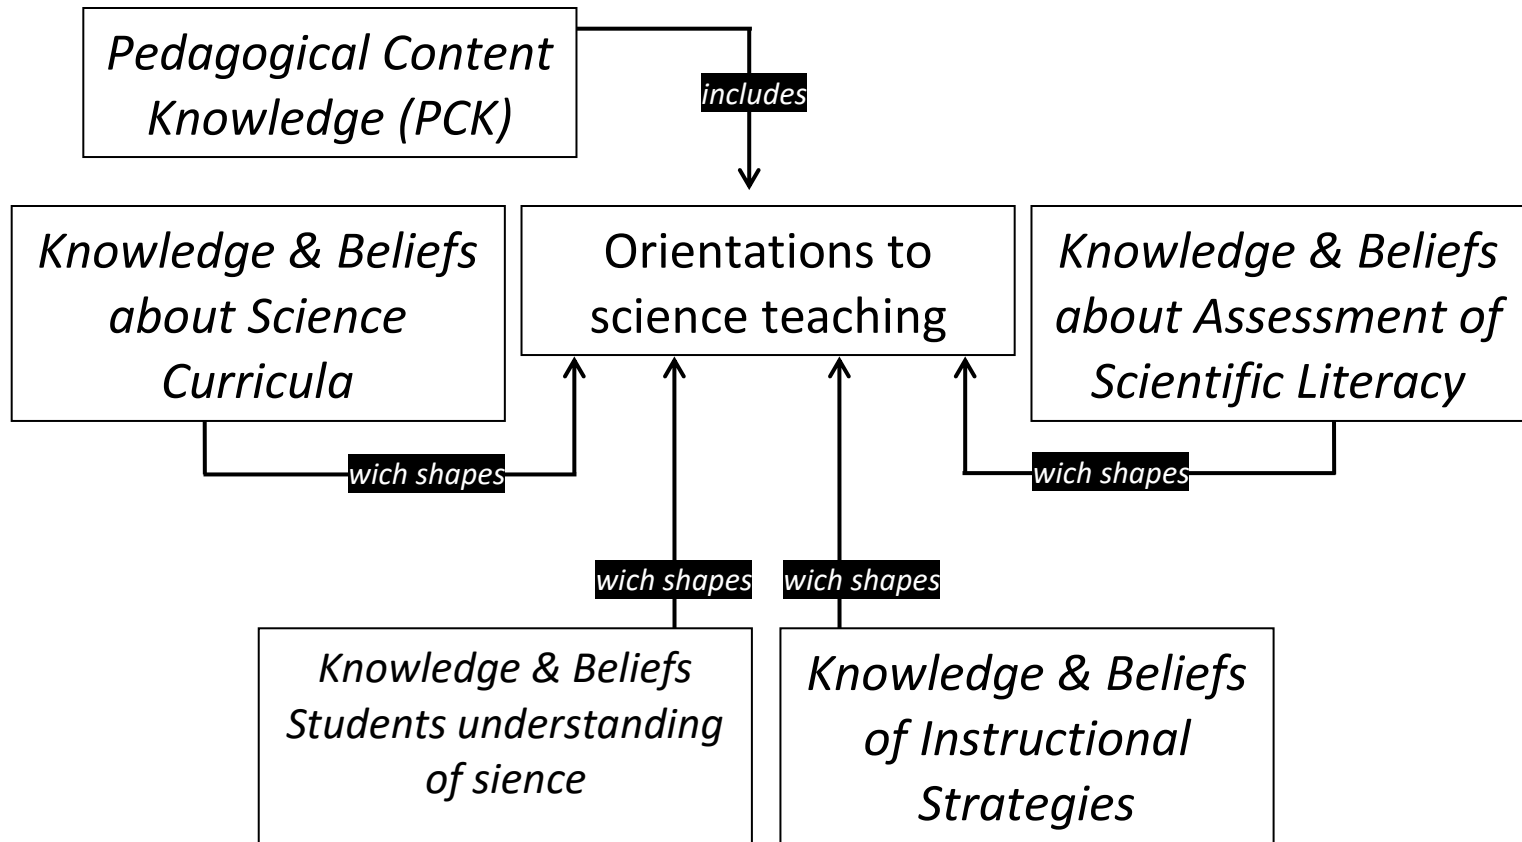 Pedagogical Content
Knowledge (PCK)
includes
Knowledge & Beliefs
about Science
Curricula
Orientations to
science teaching
Knowledge & Beliefs
about Assessment of
Scientific Literacy
wich shapes
wich shapes
wich shapes
wich shapes
Knowledge & Beliefs
Students understanding
of sience
Knowledge & Beliefs
of Instructional
Strategies